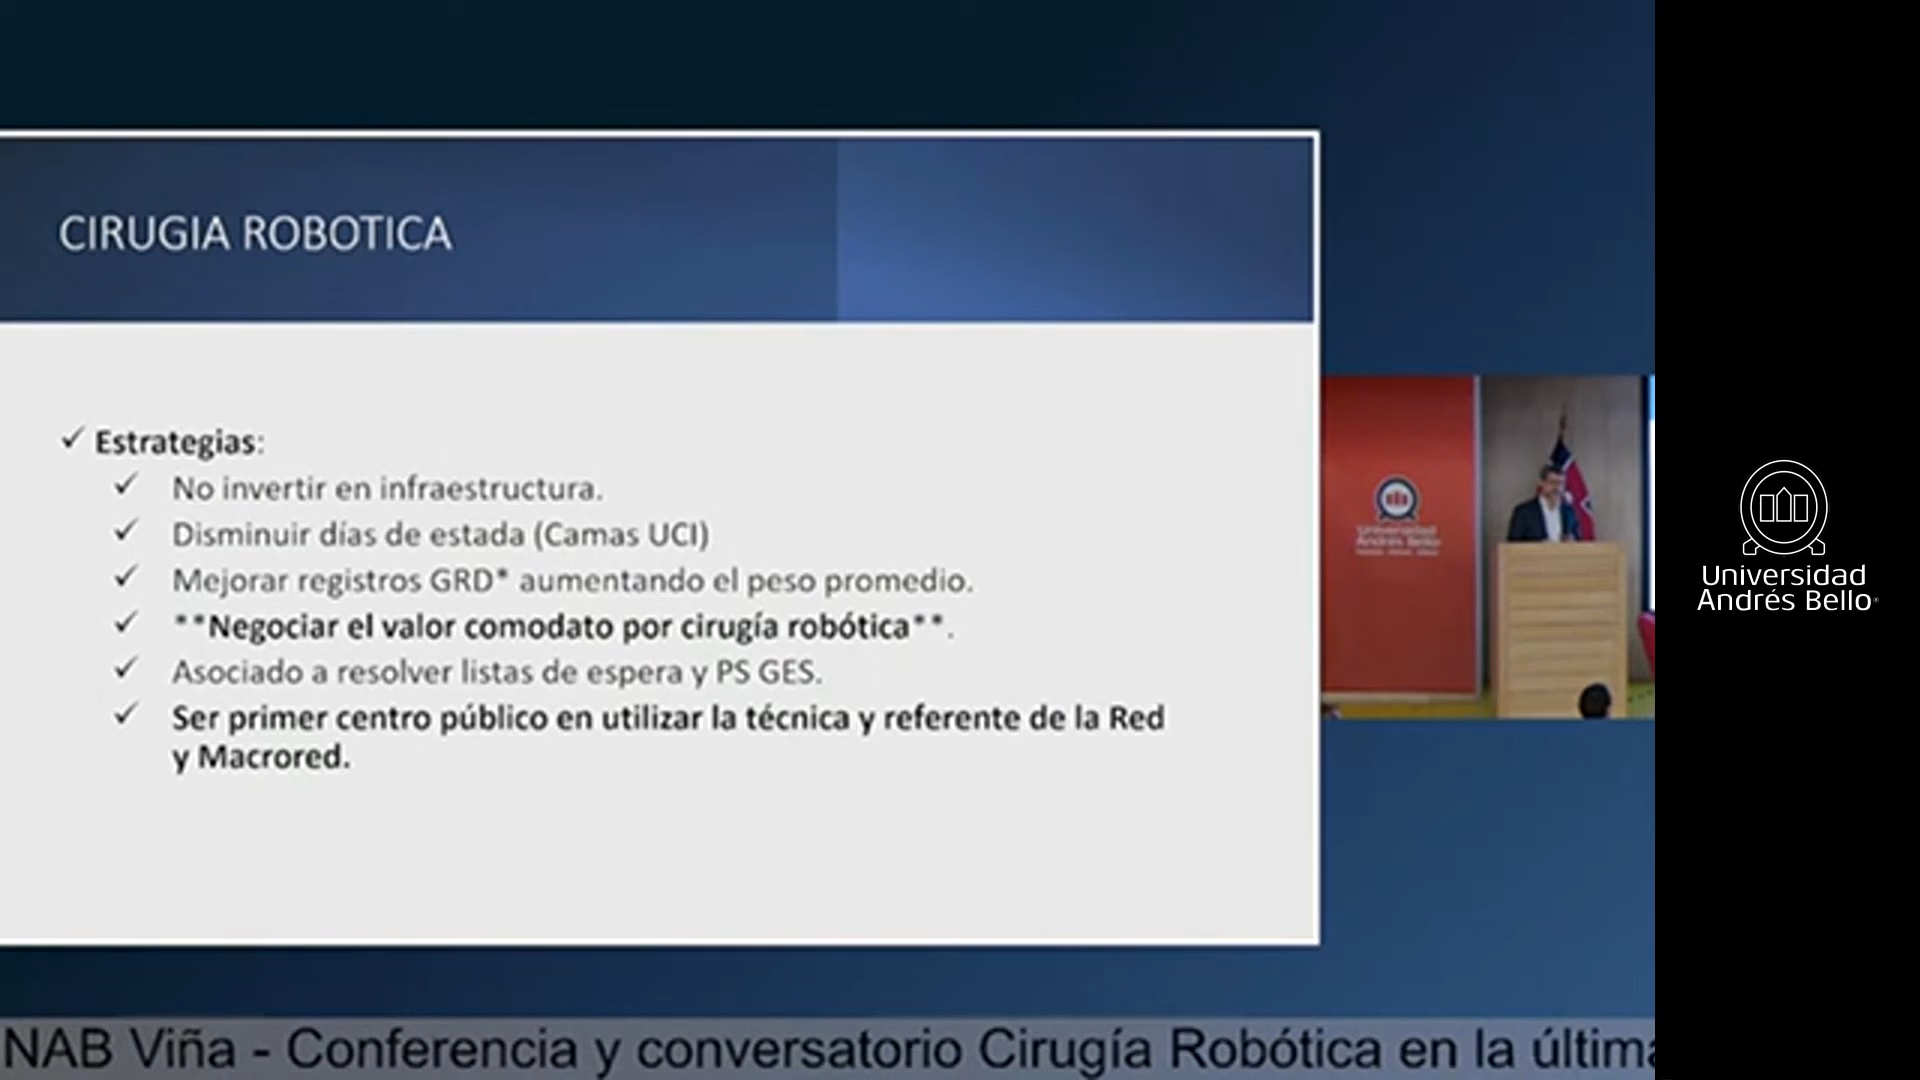 CIRUGIA ROBOTICA
✓ Estrategias:
✓ No invertir en infraestructura.
✓ Disminuir días de estada (Camas UCI)
✓ Mejorar registros GRD* aumentando el peso promedio.
✓ **Negociar el valor comodato por cirugía robótica**.
✓ Asociado a resolver listas de espera y PS GES.
✓ Ser primer centro público en utilizar la técnica y referente de la Red
y Macrored.
Universidad
Andrés Bello
Universidad
Andrés Bello
NAB Viña - Conferencia y conversatorio Cirugía Robótica en la última